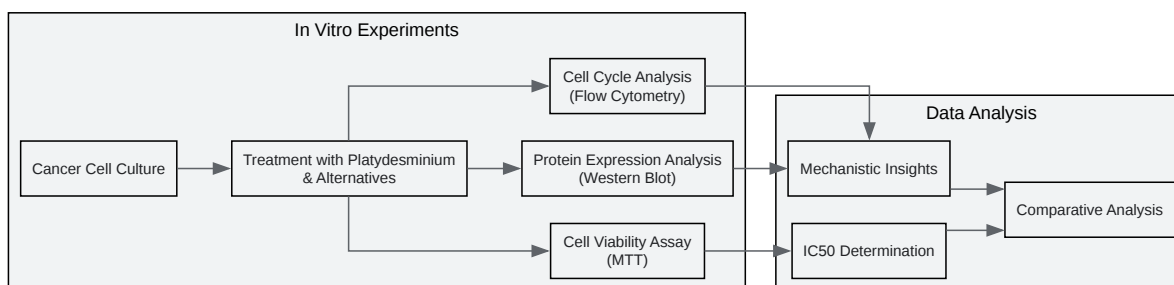 In Vitro Experiments
Cell Cycle Analysis
(Flow Cytometry)
Data Analysis
Cancer Cell Culture
Treatment with Platydesminium
& Alternatives
Protein Expression Analysis
(Western Blot)
Mechanistic Insights
Comparative Analysis
Cell Viability Assay
(MTT)
IC50 Determination